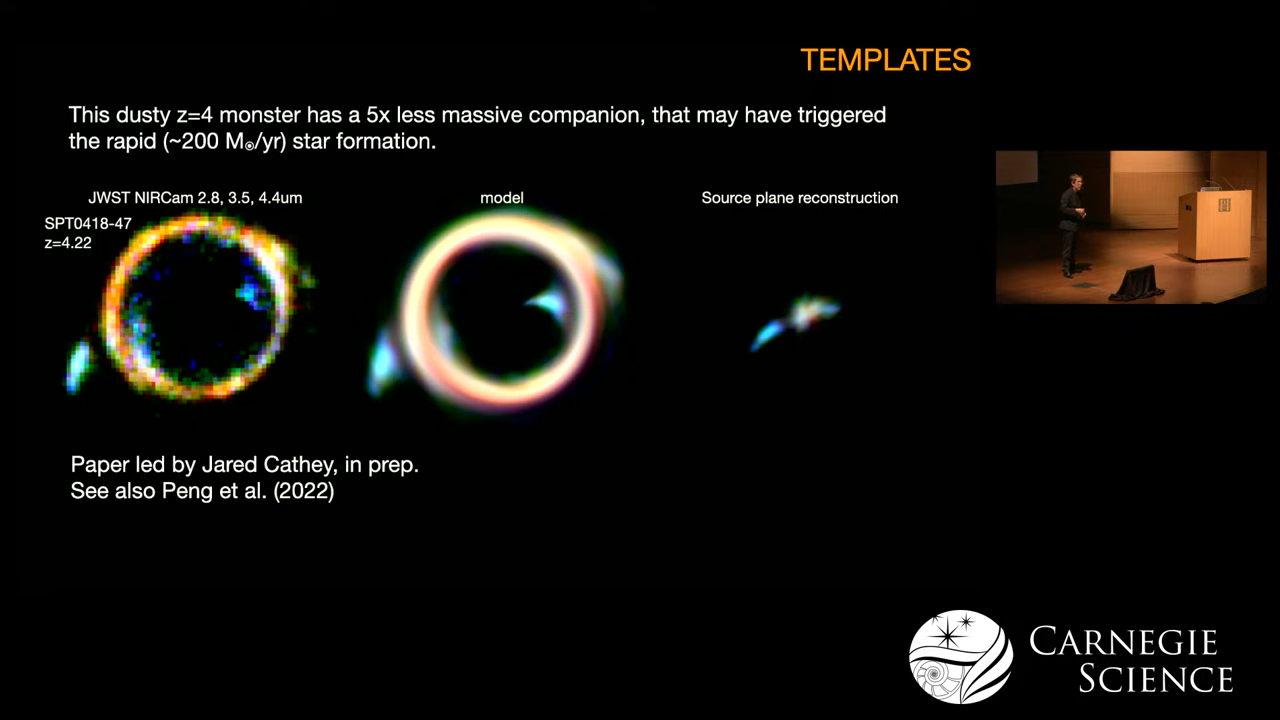 TEMPLATES
This dusty z=4 monster has a 5x less massive companion, that may have triggered
the rapid (~200 M☉/yr) star formation.
JWST NIRCam 2.8, 3.5, 4.4um
model
Source plane reconstruction
SPT0418-47
z=4.22
Paper led by Jared Cathey, in prep.
See also Peng et al. (2022)
CARNEGIE
SCIENCE